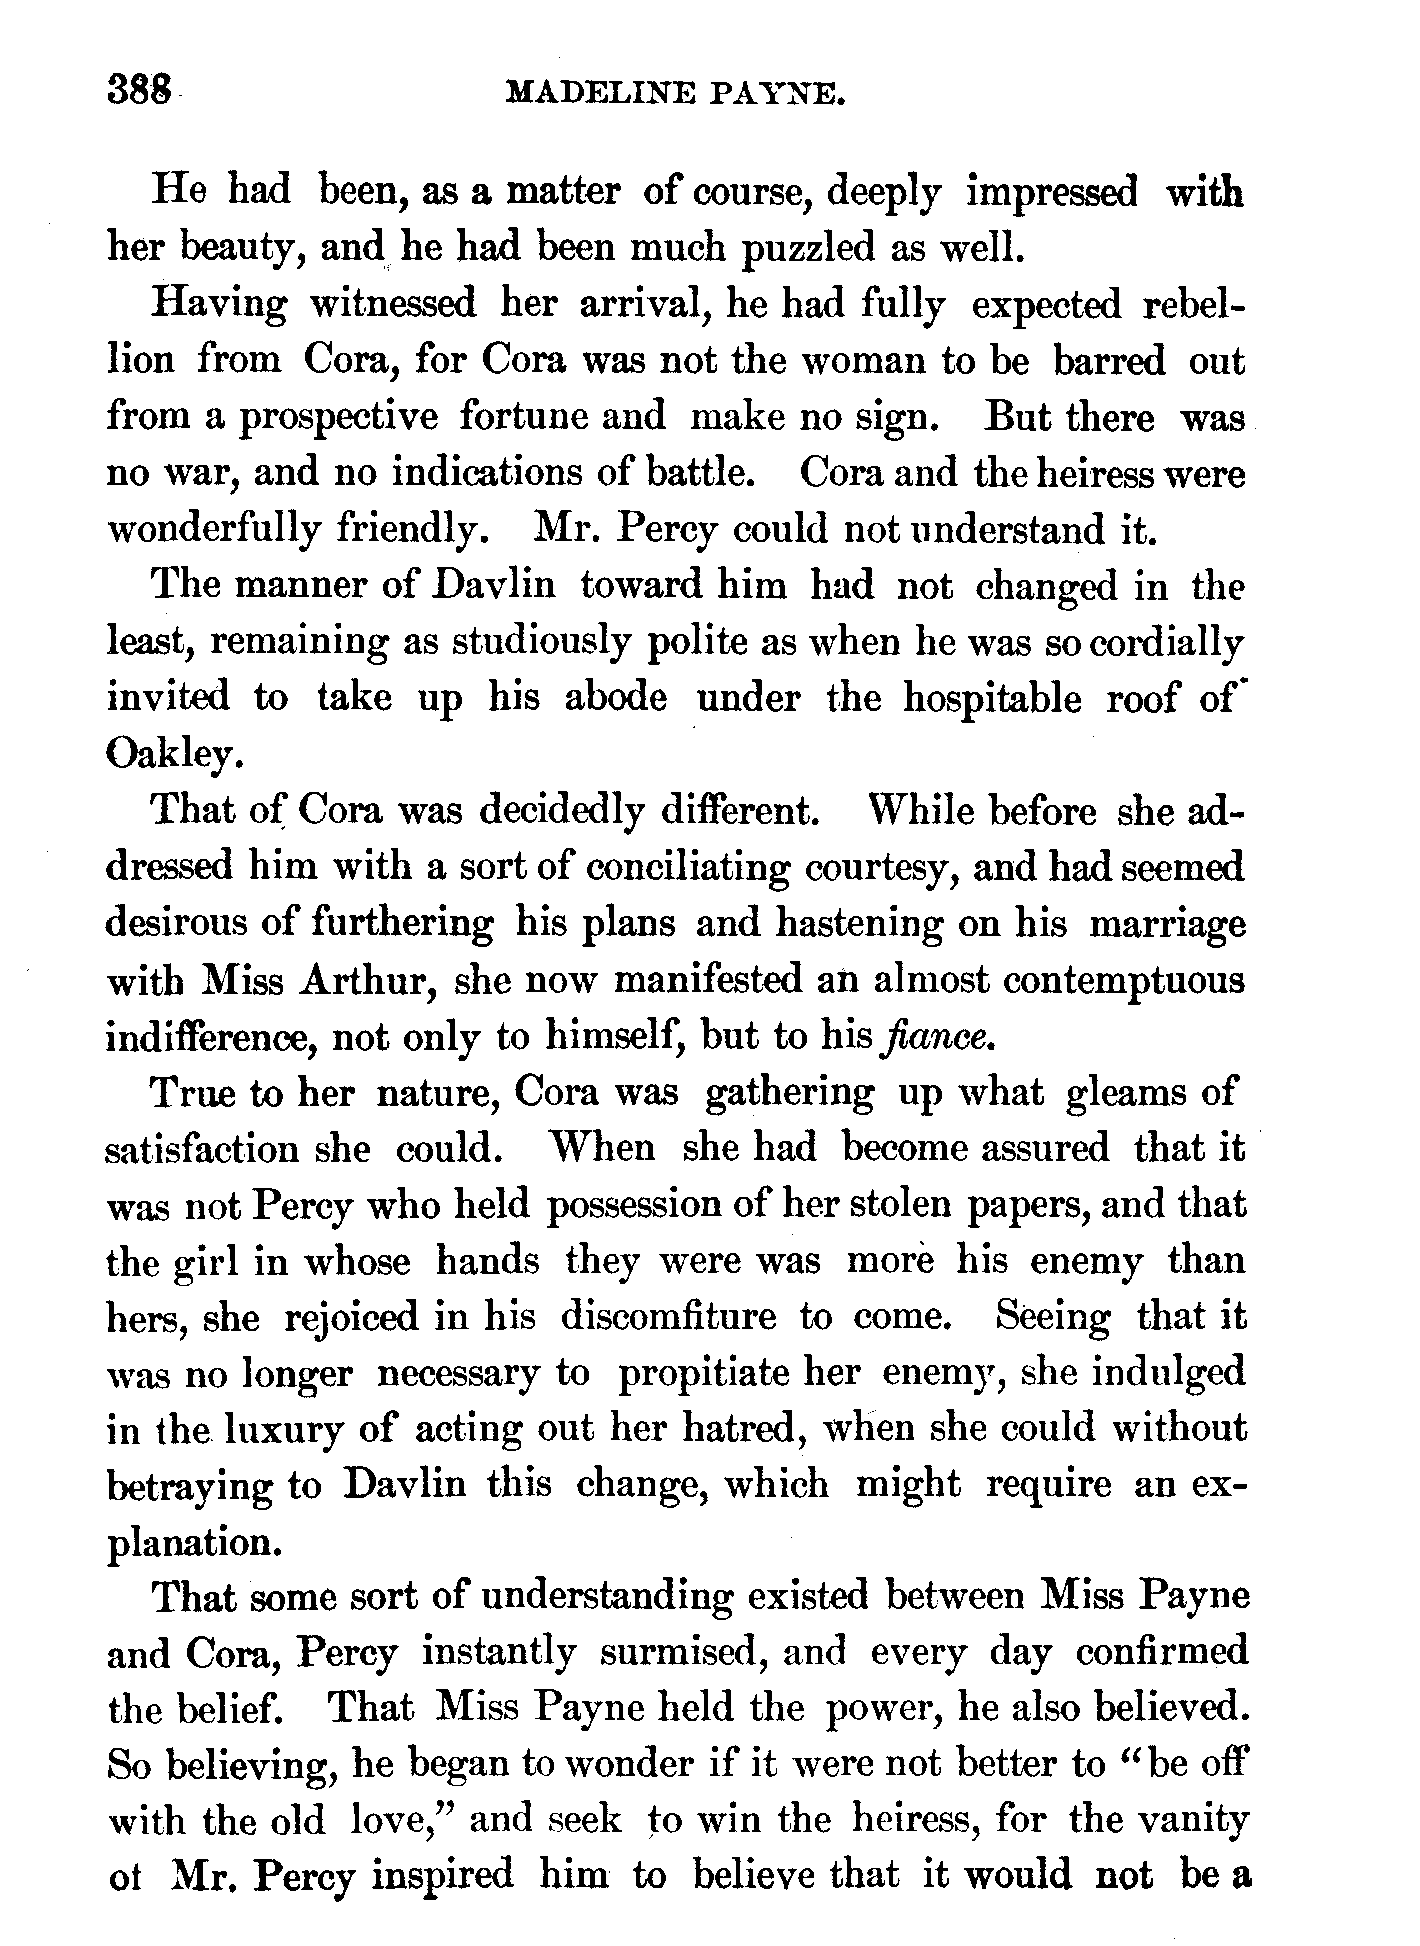 388 MADELINE PAYNE.
He had been, as a matter of course, deeply impressed with
her beauty, and he had been much puzzled as well.
Having witnessed her arrival, he had fully expected rebel-
lion from Cora, for Cora was not the woman to be barred out
from a prospective fortune and make no sign. But there was
no war, and no indications of battle. Cora and the heiress were
wonderfully friendly. Mr. Percy could not understand it.
The manner of Davlin toward him had not changed in the
least, remaining as studiously polite as when he was so cordially
invited to take up his abode under the hospitable roof of
Oakley.
That of Cora was decidedly different. While before she ad-
dressed him with a sort of conciliating courtesy, and had seemed
desirous of furthering his plans and hastening on his marriage
with Miss Arthur, she now manifested an almost contemptuous
indifference, not only to himself, but to his fiance.
True to her nature, Cora was gathering up what gleams of
satisfaction she could. When she had become assured that it
was not Percy who held possession of her stolen papers, and that
the girl in whose hands they were was more his enemy than
hers, she rejoiced in his discomfiture to come. Seeing that it
was no longer necessary to propitiate her enemy, she indulged
in the luxury of acting out her hatred, when she could without
betraying to Davlin this change, which might require an ex-
planation.
That some sort of understanding existed between Miss Payne
and Cora, Percy instantly surmised, and every day confirmed
the belief. That Miss Payne held the power, he also believed.
So believing, he began to wonder if it were not better to "be off
with the old love," and seek to win the heiress, for the vanity
of Mr. Percy inspired him to believe that it would not be a